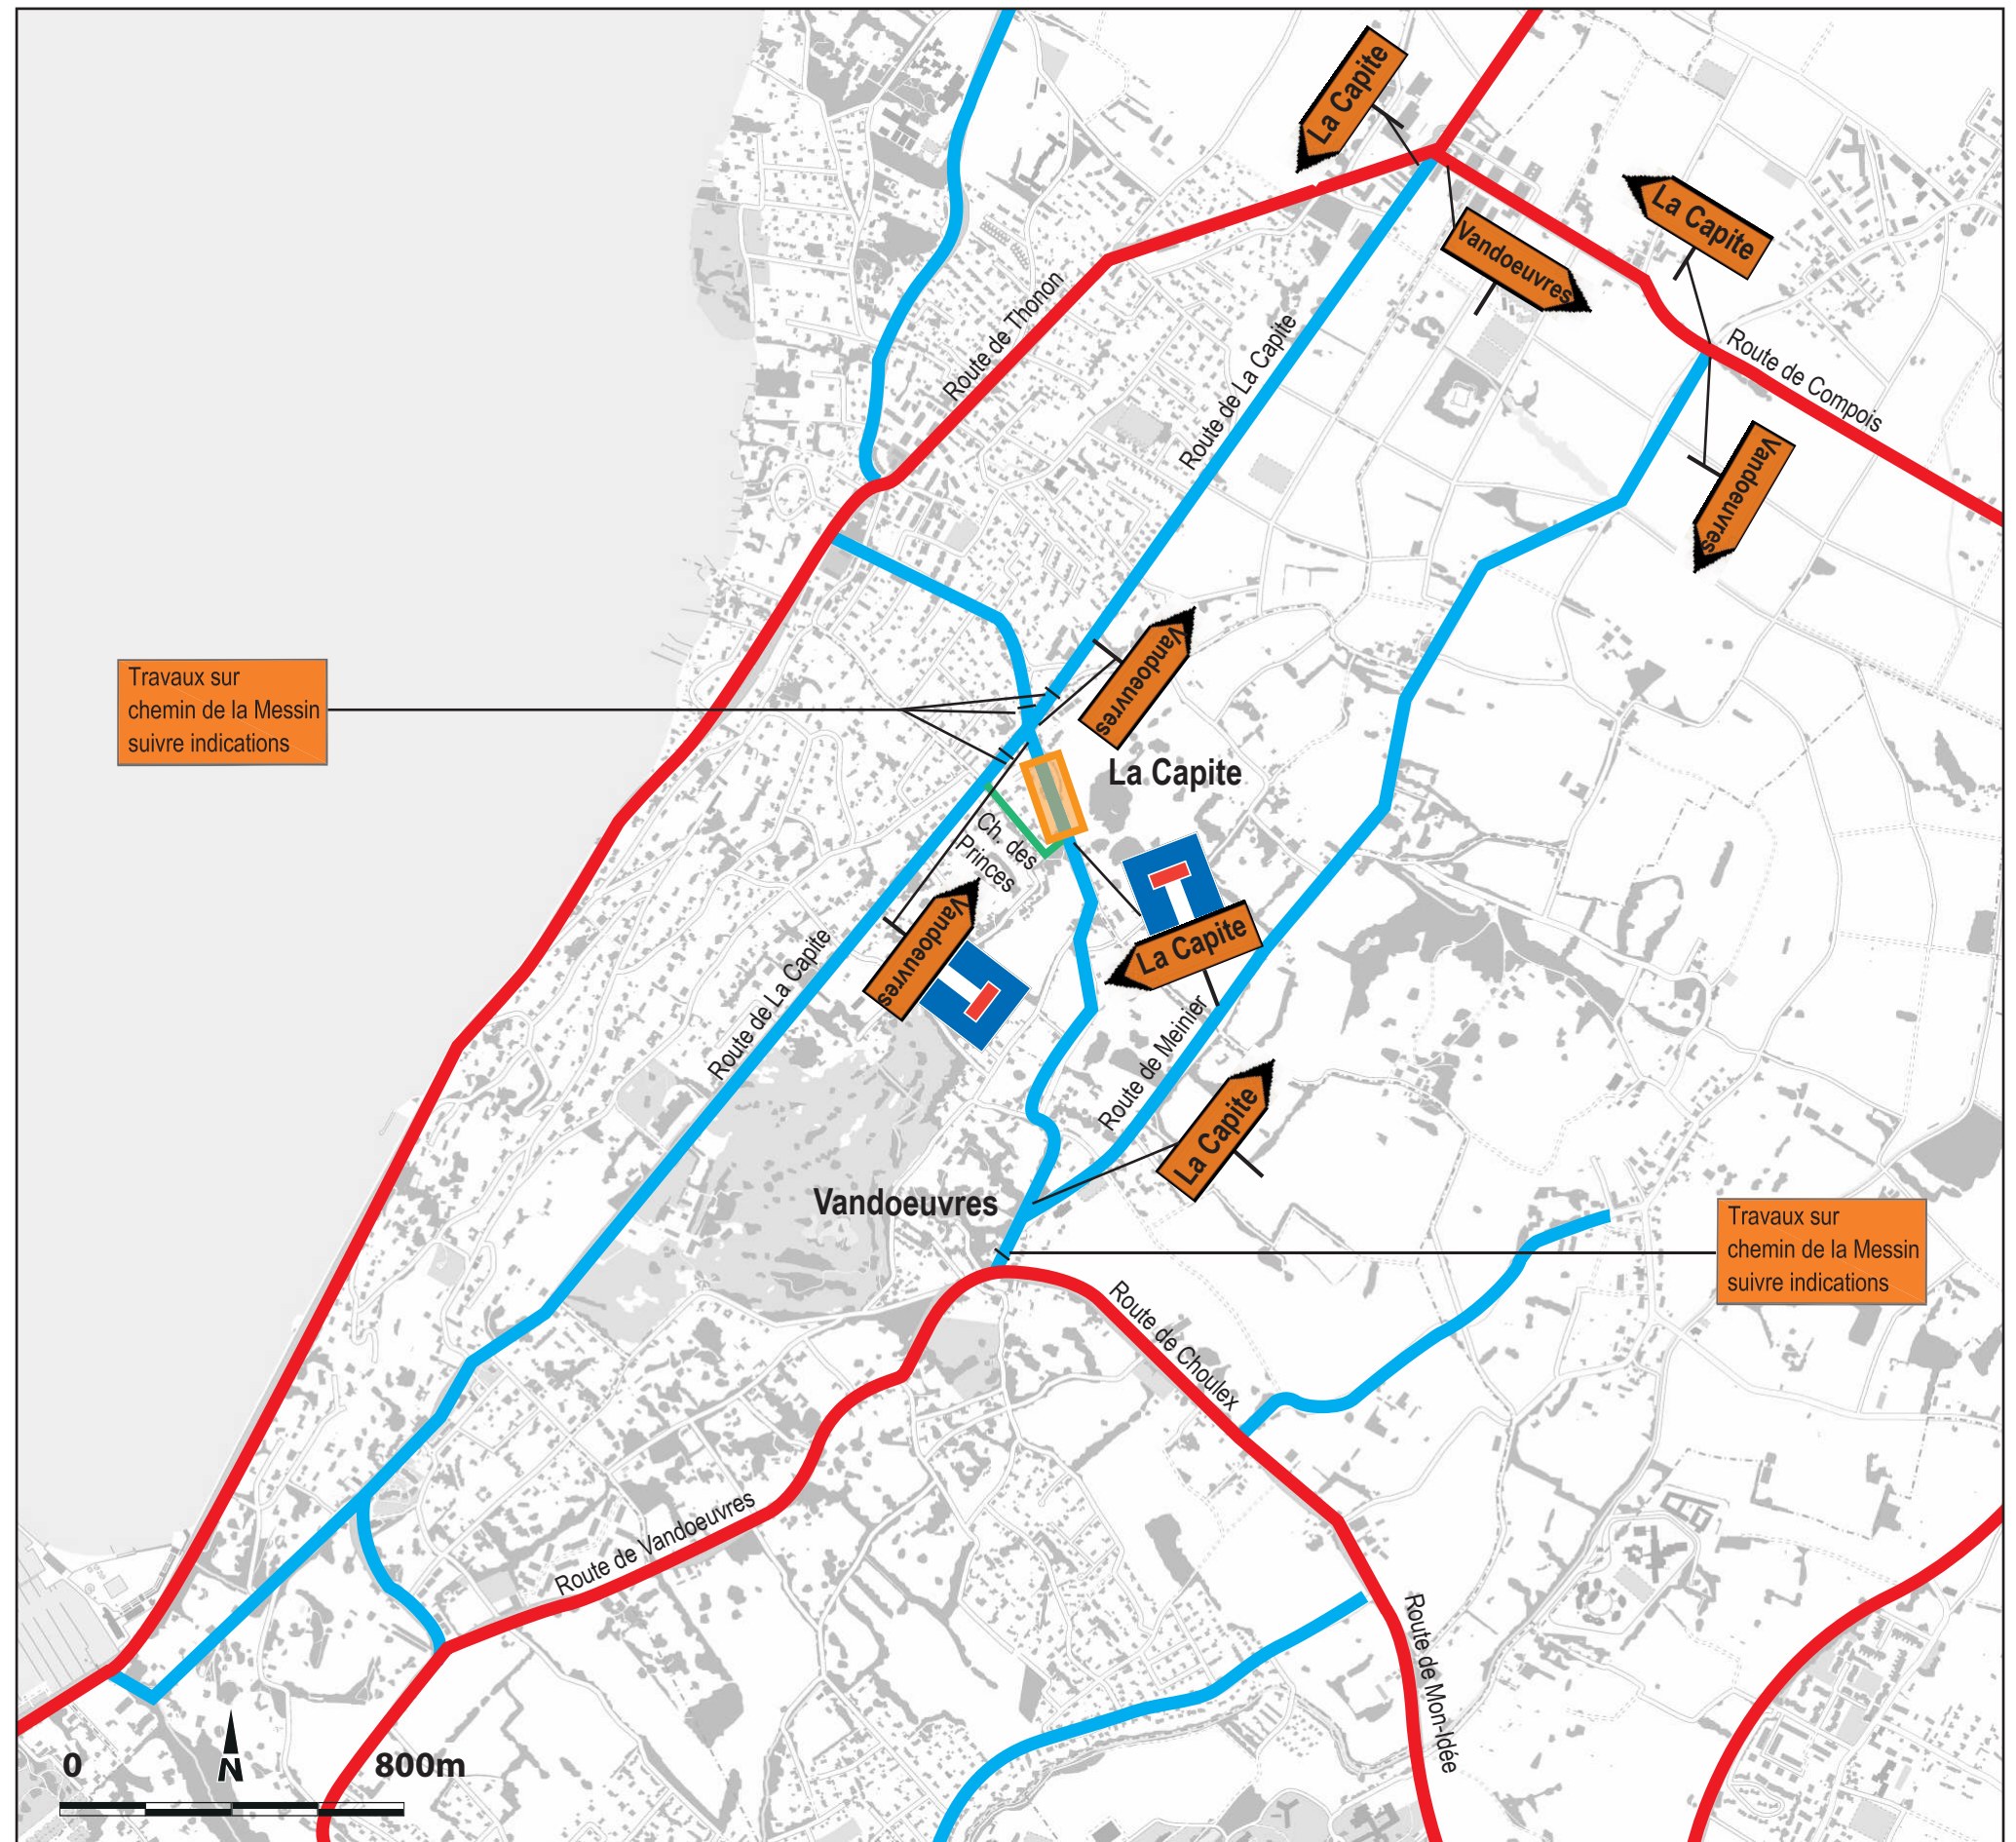 La Capite
La Capite
Vandoeuvres
Route de Thonon
Route de La Capite
Route de Compois
Vandoeuvres
Vandoeuvres
Travaux sur
chemin de la Messin
suivre indications
La Capite
Ch. des
Princes
Vandoeuvres
La Capite
Route de La Capite
Route de Meinier
La Capite
Vandoeuvres
Travaux sur
chemin de la Messin
suivre indications
Route de Choulex
Route de Vandoeuvres
Route de Mon-Idée
0
N
800m